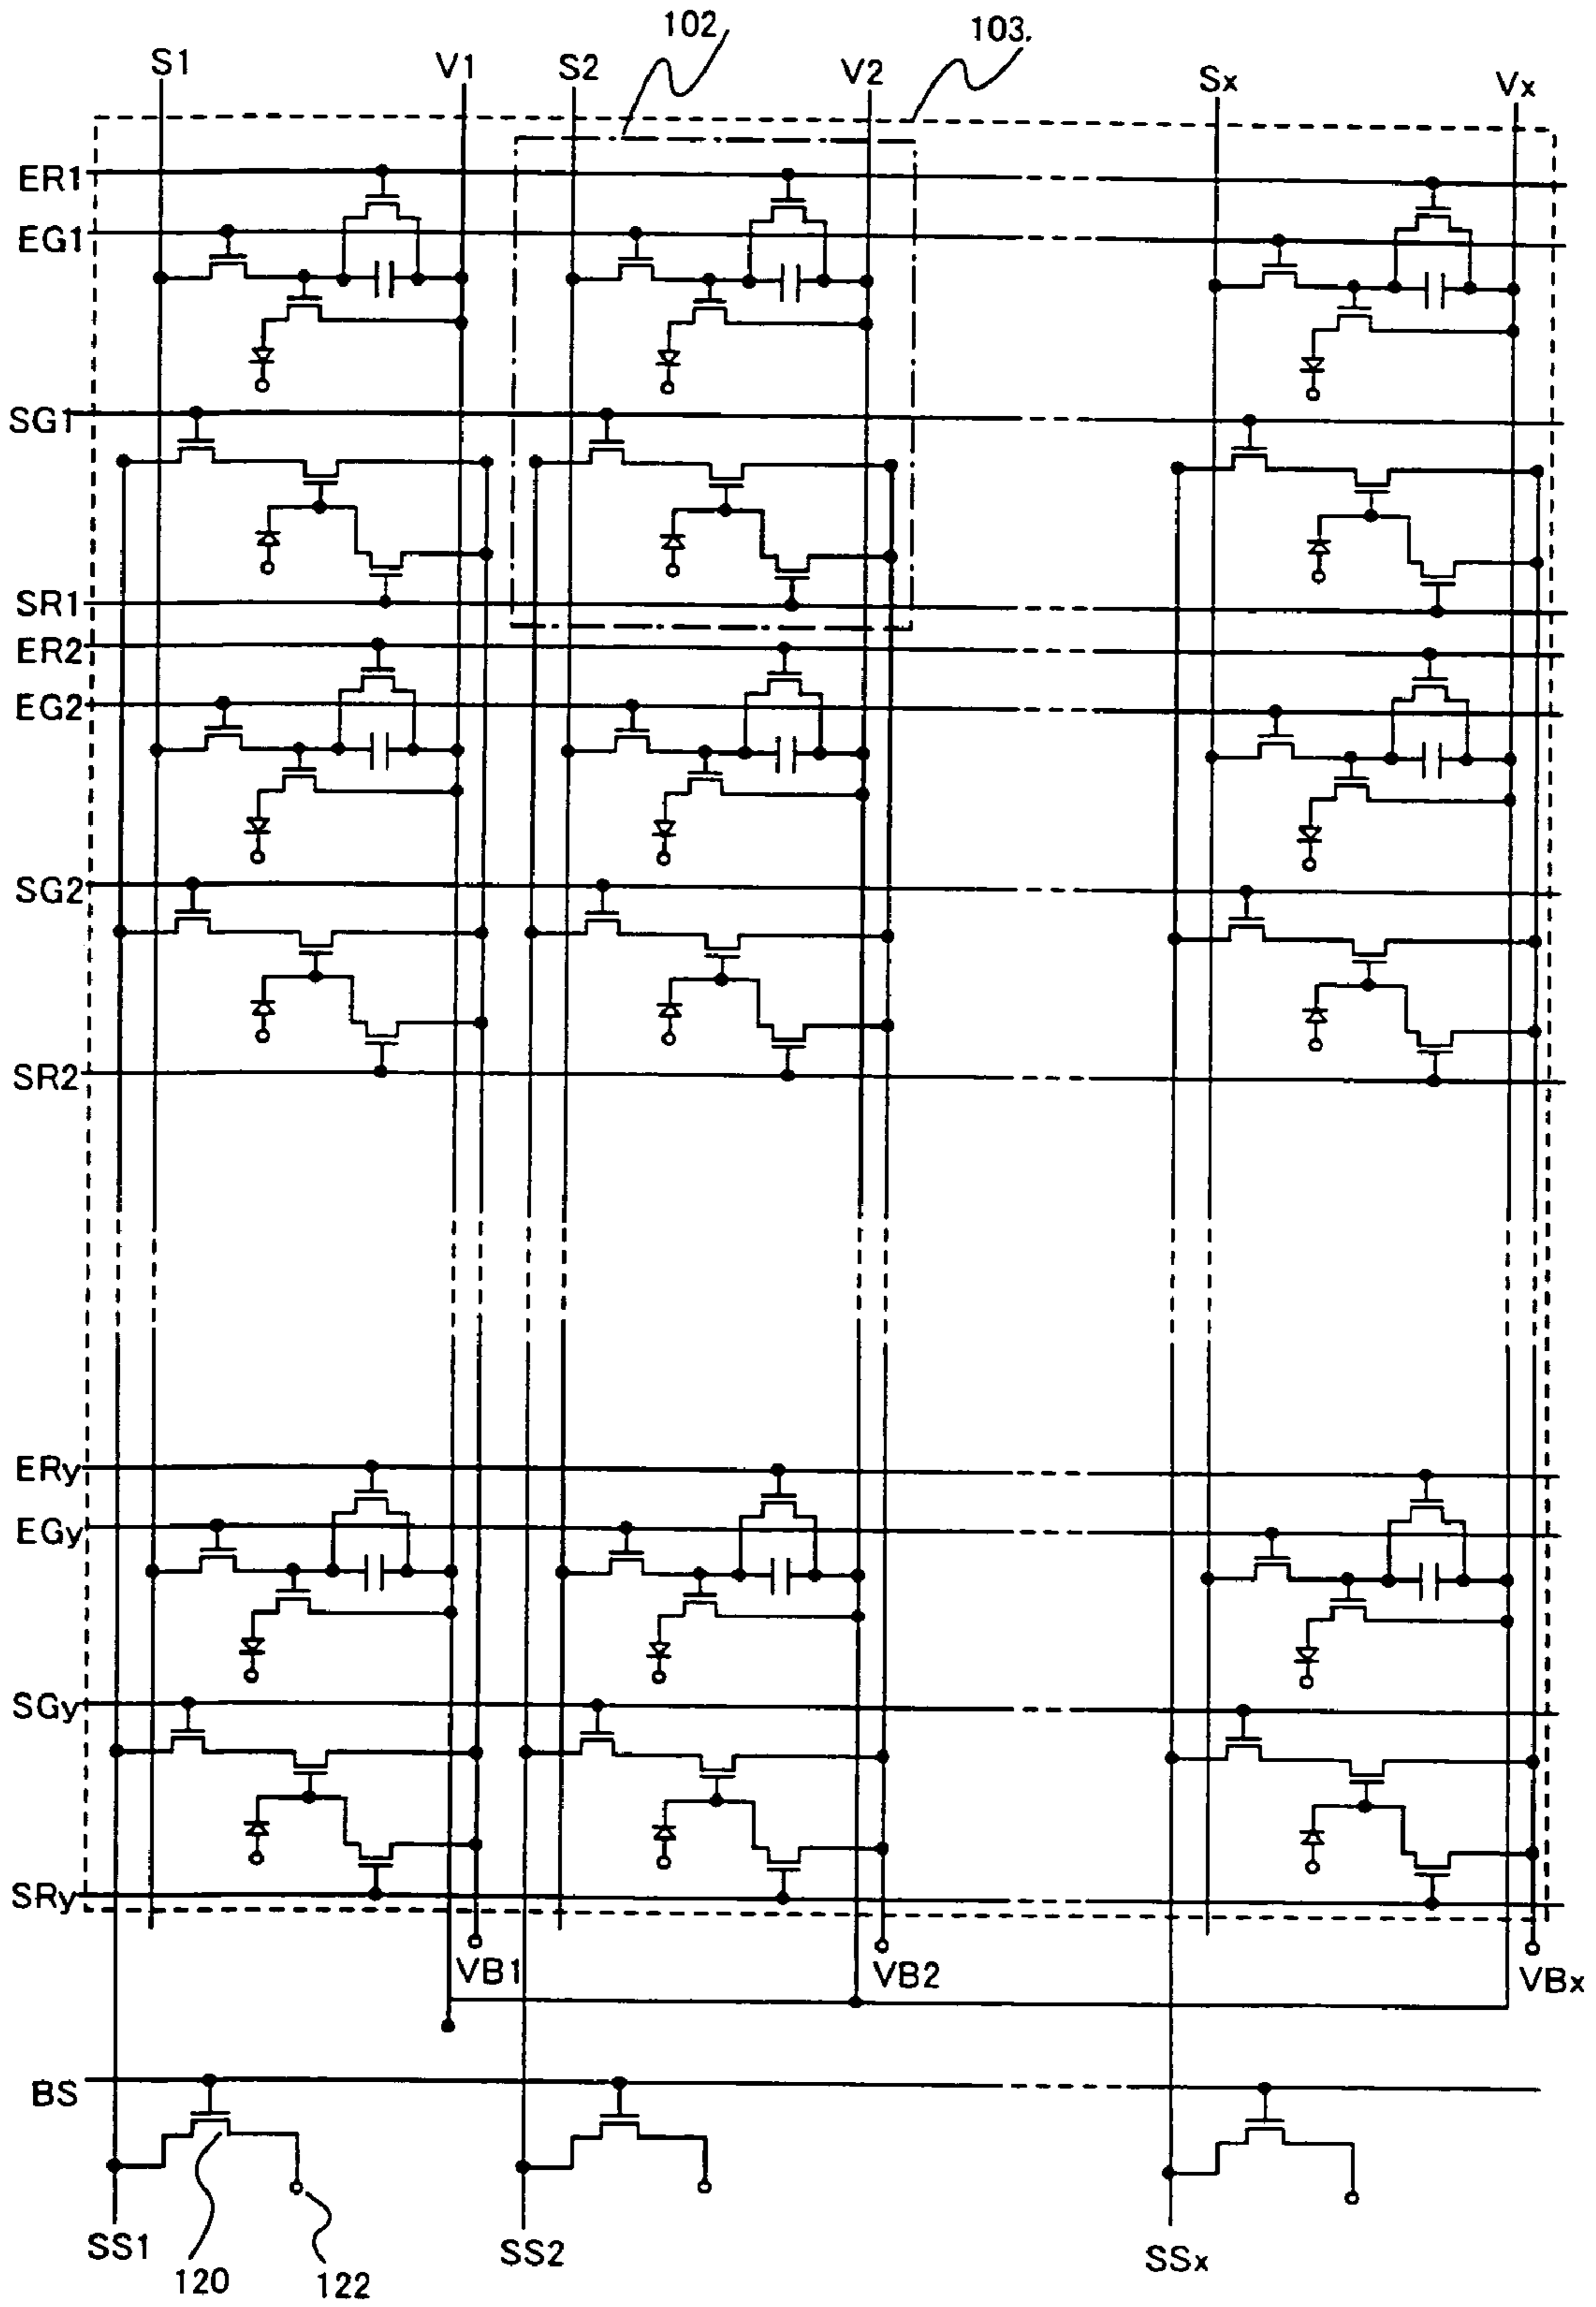 102
103.
S1
V1
S2
V2
Sx
Vx
ER1
EG1
SG1
SR1
ER2
EG2
SG2
SR2
ERy
EGy
SGy
SRy
VB1
VB2
VBx
BS
SS1
120
122
SS2
SSx